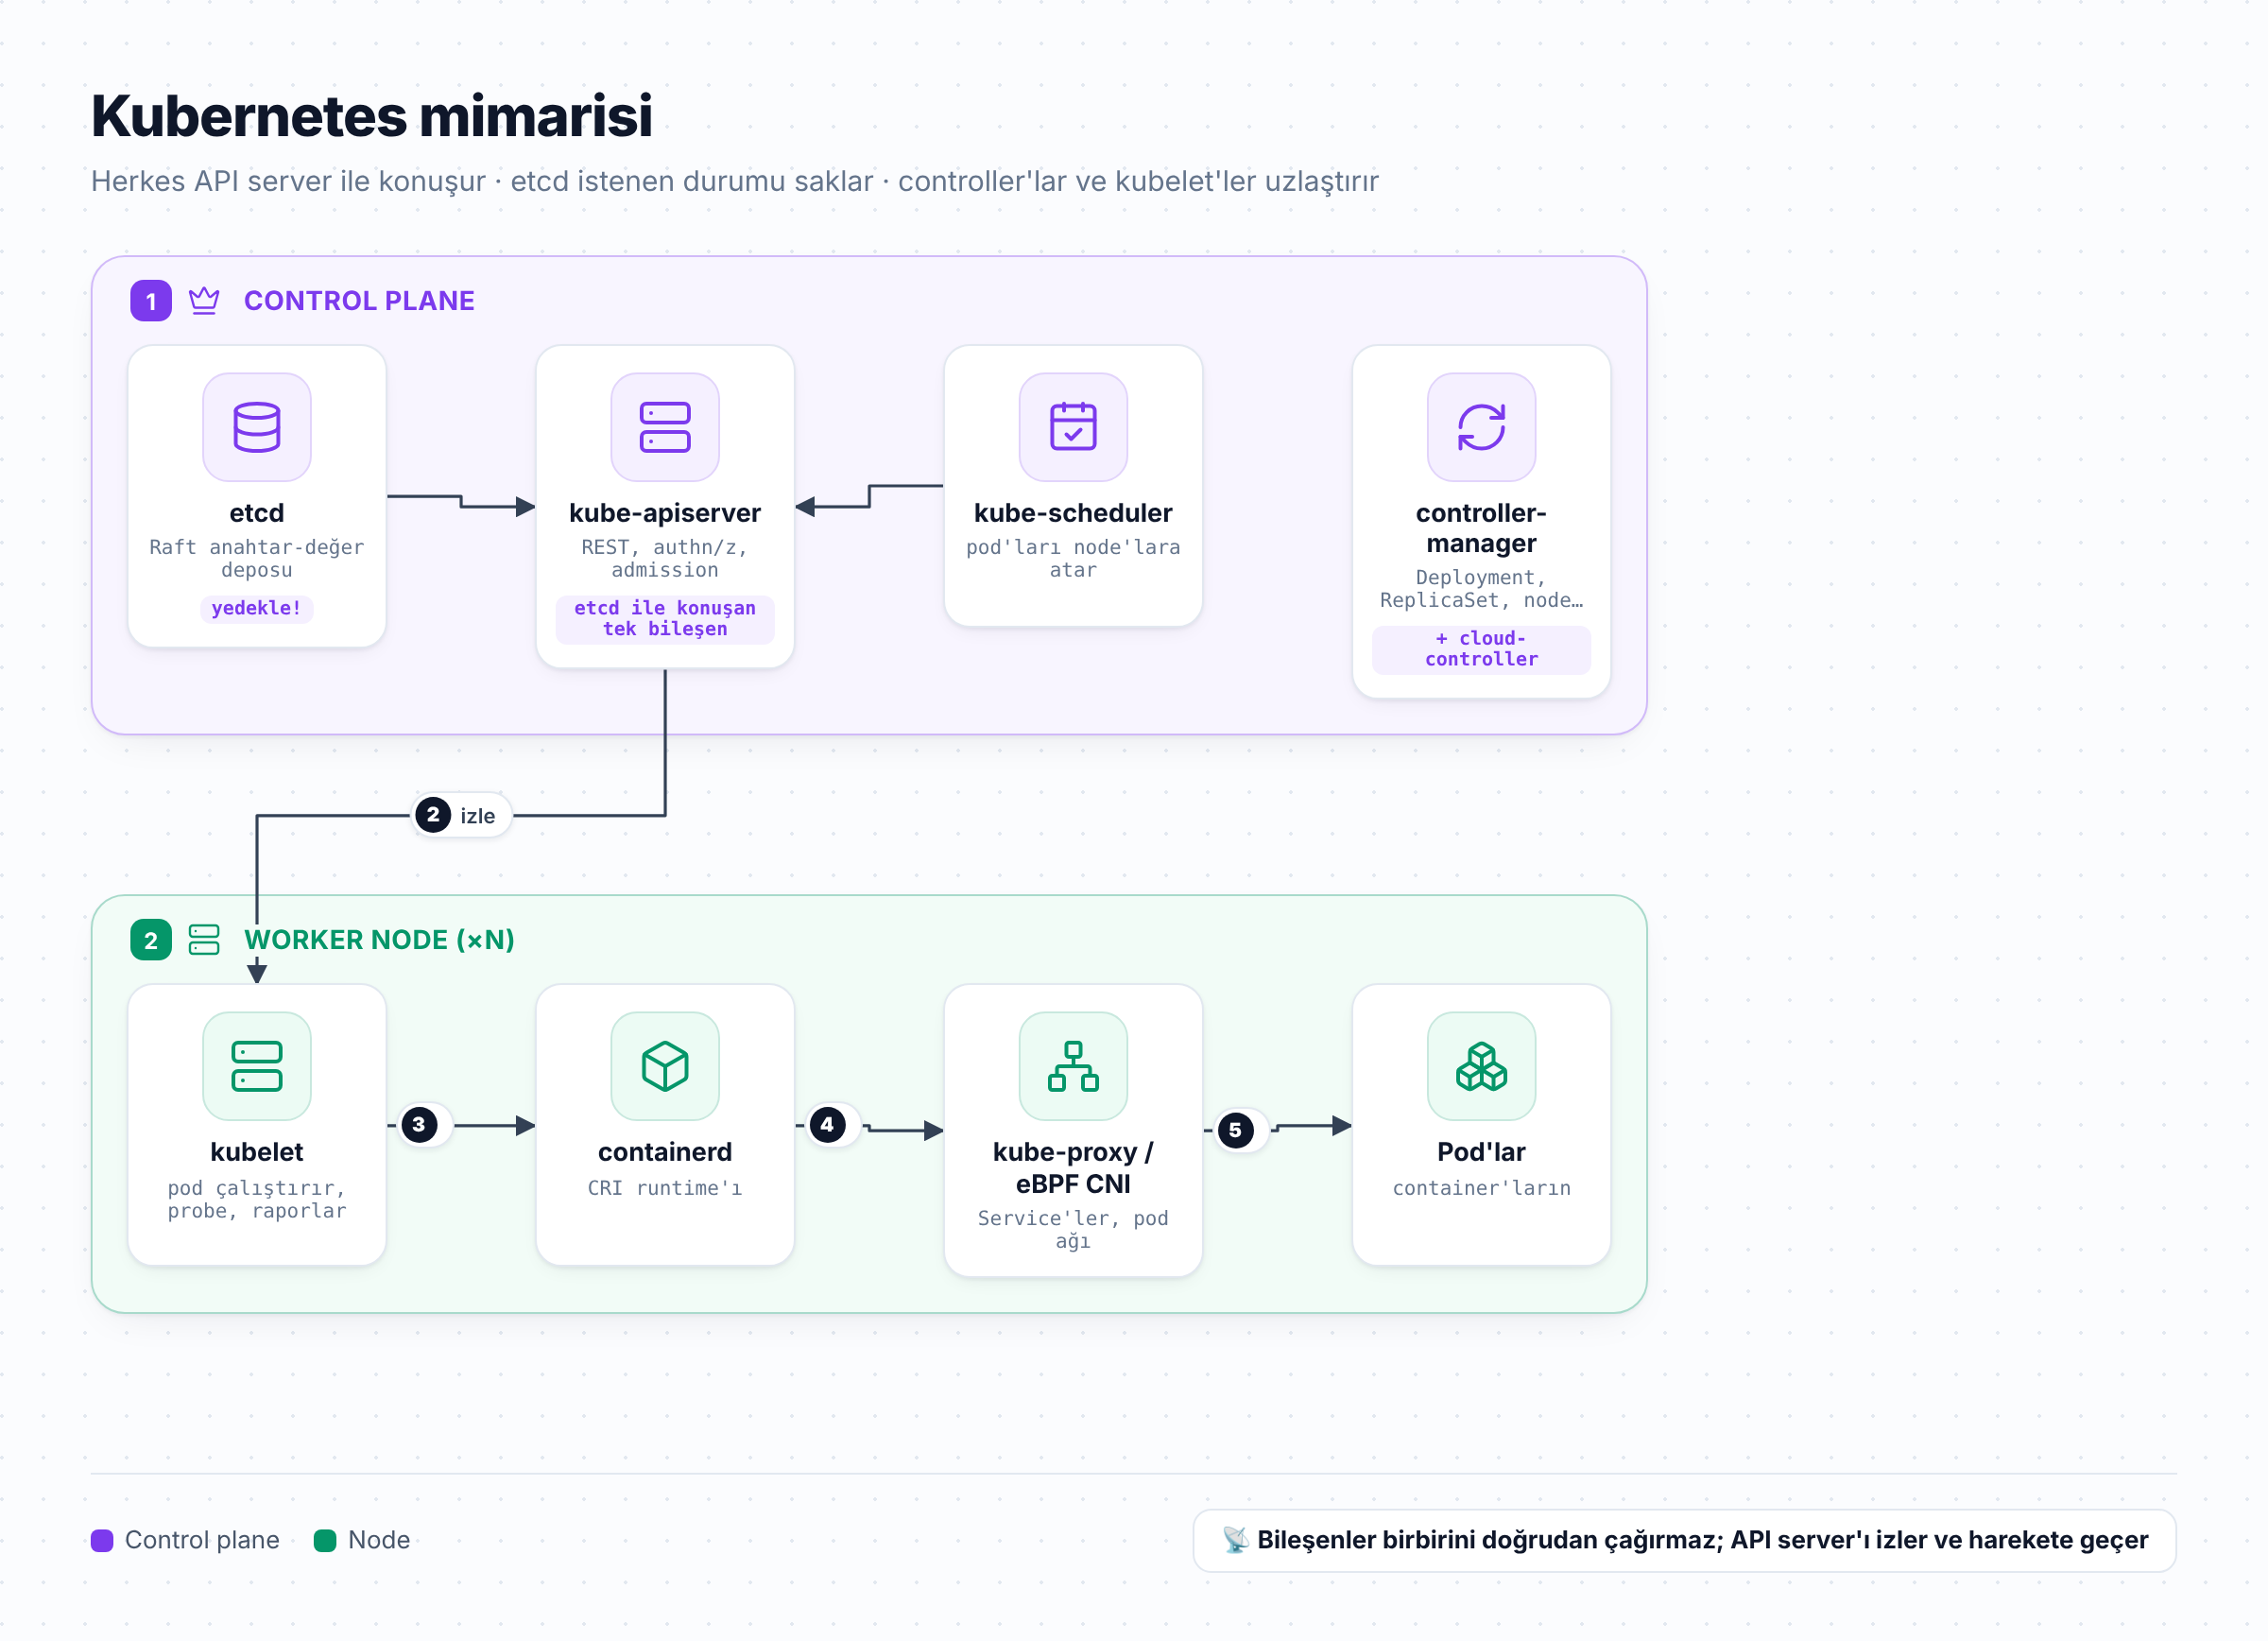 Kubernetes mimarisi
Herkes API server ile konuşur · etcd istenen durumu saklar · controller'lar ve kubelet'ler uzlaştırır
1 CONTROL PLANE
etcd
Raft anahtar-değer
deposu
yedekle!
kube-apiserver
REST, authn/z,
admission
etcd ile konuşan
tek bileşen
kube-scheduler
pod'ları node'lara
atar
controller-
manager
Deployment,
ReplicaSet, node…
+ cloud-
controller
2 izle
2 WORKER NODE (×N)
kubelet
pod çalıştırır,
probe, raporlar
3
containerd
CRI runtime'ı
4
kube-proxy /
eBPF CNI
Service'ler, pod
ağı
5
Pod'lar
container'ların
Control plane
Node
📡 Bileşenler birbirini doğrudan çağırmaz; API server'ı izler ve harekete geçer